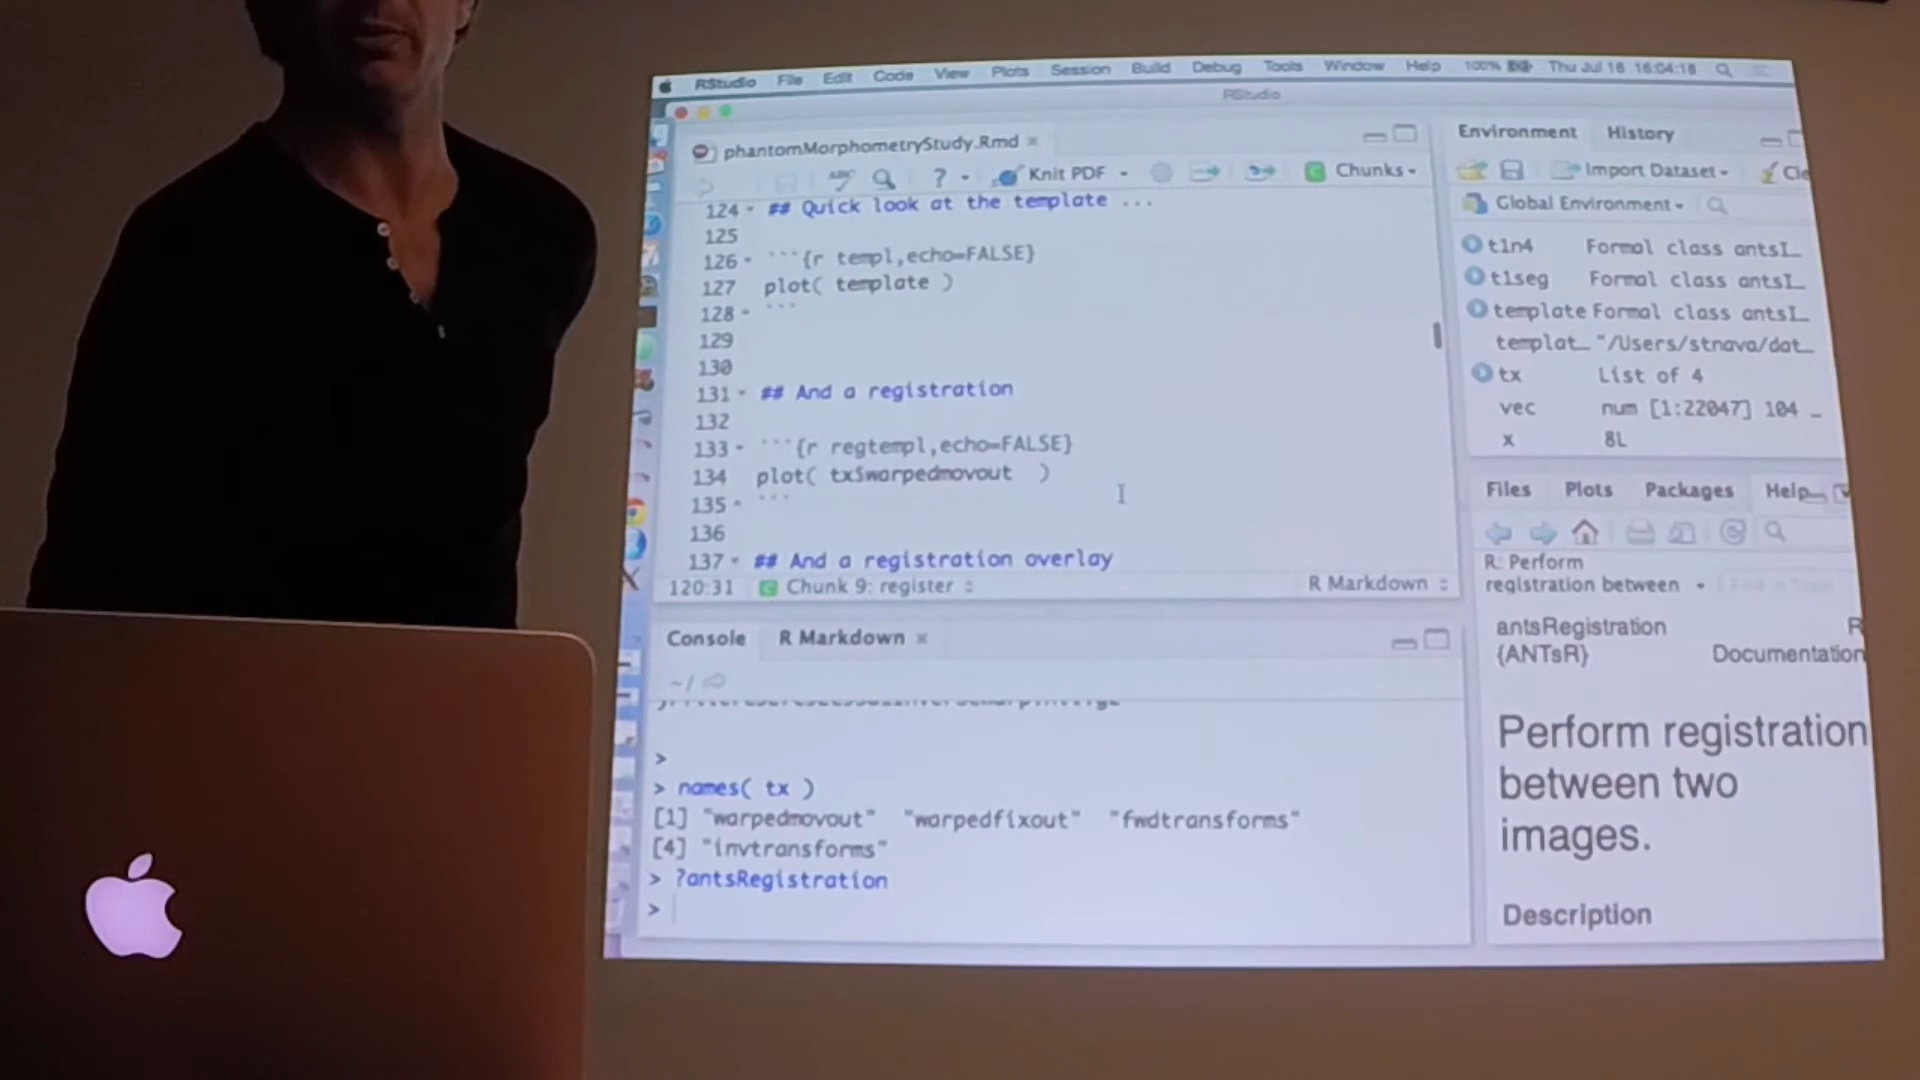 RStudio File Edit Code View Plots Session Build Debug Tools Window Help 100% Thu Jul 16 16:04:18
RStudio
phantomMorphometryStudy.Rmd
ABC ? Knit PDF Chunks
124 ## Quick look at the template ...
125
126 ```{r templ,echo=FALSE}
127 plot( template )
128 ```
129
130
131 ## And a registration
132
133 ```{r regtempl,echo=FALSE}
134 plot( tx$warpedmovout )
135 ```
136
137 ## And a registration overlay
120:31 Chunk 9: register R Markdown
Console R Markdown
~/
>
> names( tx )
[1] "warpedmovout" "warpedfixout" "fwdtransforms"
[4] "invtransforms"
> ?antsRegistration
>
Environment History
Import Dataset Cle
Global Environment
t1n4 Formal class antsI…
t1seg Formal class antsI…
template Formal class antsI…
templat… "/Users/stnava/dat…
tx List of 4
vec num [1:22047] 104 …
x 8L
Files Plots Packages Help
R: Perform
registration between
antsRegistration R
{ANTsR} Documentation
Perform registration
between two
images.
Description